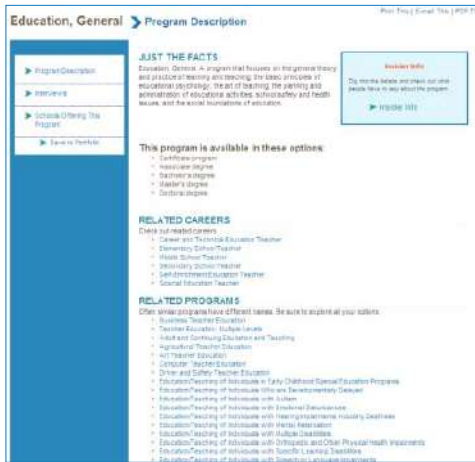 Education, General Program Description
Print This | Email This | PDF
Program Description
Interviews
Schools Offering This
Program
Save to Portfolio
JUST THE FACTS
Education, General. A program that focuses on the general theory
and practice of learning and teaching; the basic principles of
educational psychology; the art of teaching; the planning and
administration of educational activities; school safety and health
issues; and the social foundations of education.
Insider Info
Dig into the details and check out what
people have to say about the program.
Insider Info
This program is available in these options:
Certificate program
Associate degree
Bachelor's degree
Master's degree
Doctoral degree
RELATED CAREERS
Check out related careers
Career and Technical Education Teacher
Elementary School Teacher
Health School Teacher
Secondary School Teacher
Self-Enrichment Education Teacher
Special Education Teacher
RELATED PROGRAMS
Often similar programs have different names. Be sure to explore all your options.
Business Teacher Education
Teacher Education, Multiple Levels
Adult and Continuing Education and Teaching
Agricultural Teacher Education
Art Teacher Education
Computer Teacher Education
Driver and Safety Teacher Education
Education/Teaching of Individuals in Early Childhood Special Education Programs
Education/Teaching of Individuals Who are Developmentally Delayed
Education/Teaching of Individuals with Autism
Education/Teaching of Individuals with Emotional Disturbances
Education/Teaching of Individuals with Hearing Impairments Including Deafness
Education/Teaching of Individuals with Mental Retardation
Education/Teaching of Individuals with Multiple Disabilities
Education/Teaching of Individuals with Orthopedic and Other Physical Health Impairments
Education/Teaching of Individuals with Specific Learning Disabilities
Education/Teaching of Individuals with Speech or Language Impairments